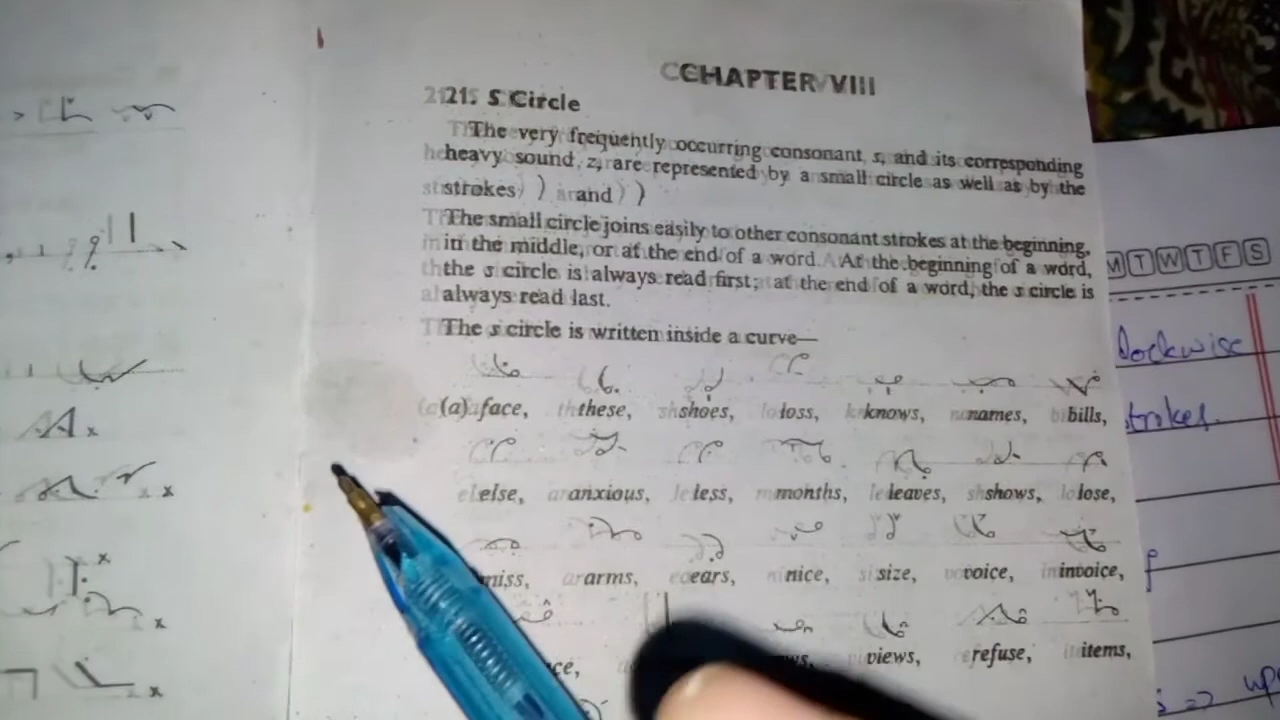 CHAPTER VIII
21. S Circle
The very frequently occurring consonant, s, and its corresponding
heavy sound, z, are represented by a small circle as well as by the
strokes ) and )
The small circle joins easily to other consonant strokes at the beginning,
in the middle, or at the end of a word. At the beginning of a word,
the s circle is always read first; at the end of a word, the s circle is
always read last.
The s circle is written inside a curve—
(a) face, these, shoes, loss, knows, names, bills,
else, anxious, less, months, leaves, shows, lose,
miss, arms, ears, nice, size, voice, invoice,
views, refuse, items,
M T W T F S
clockwise
strokes.